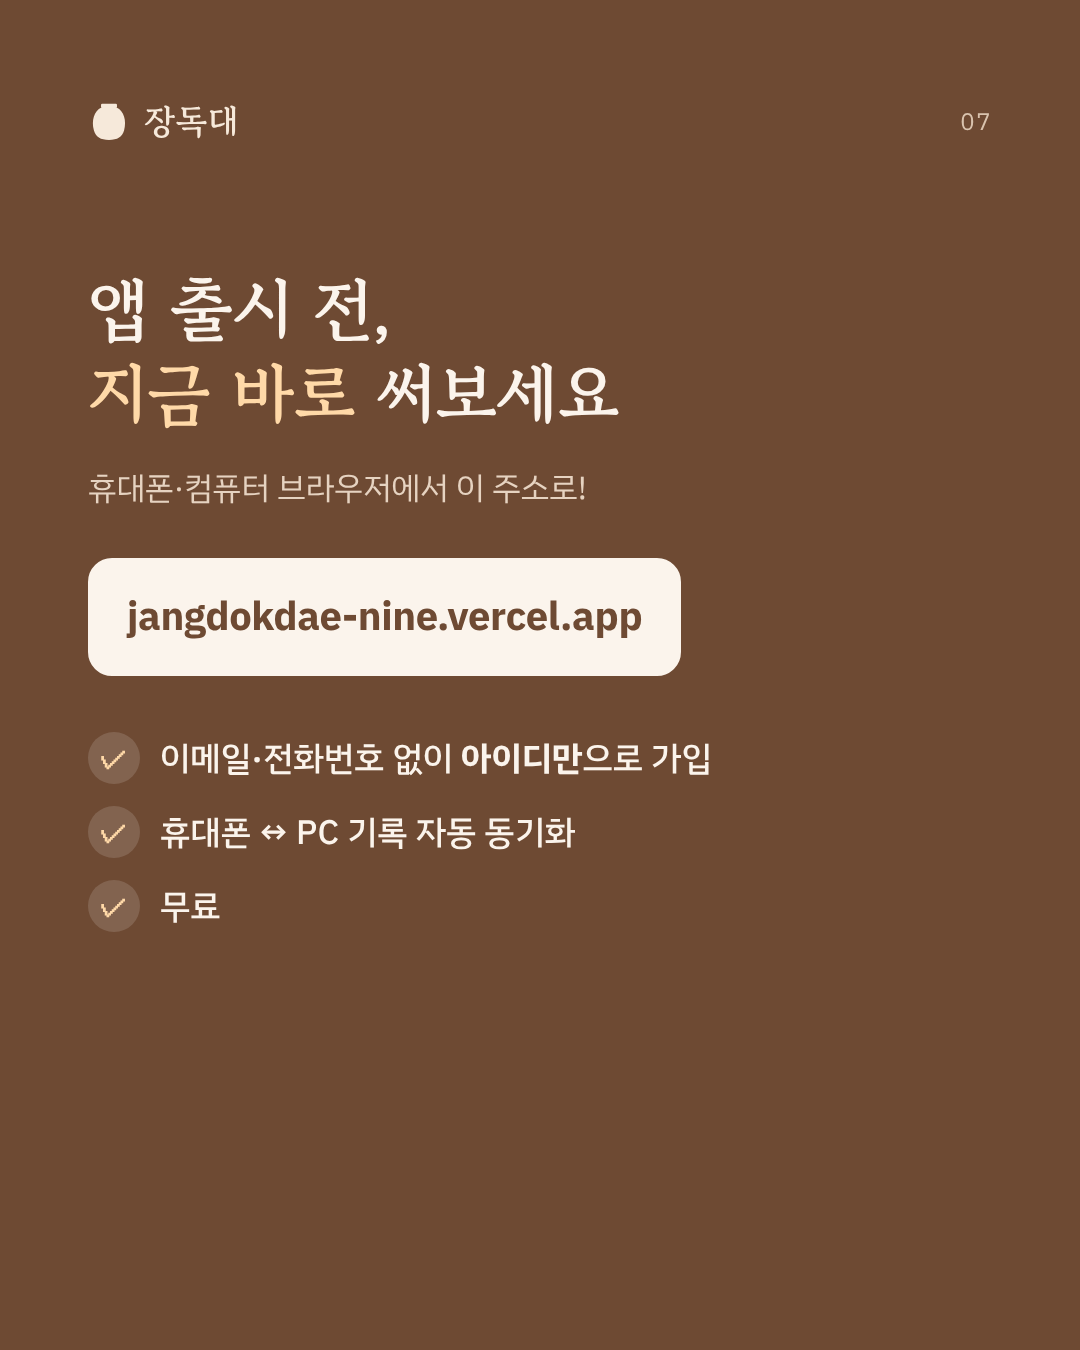 장독대
07
앱 출시 전,
지금 바로 써보세요
휴대폰·컴퓨터 브라우저에서 이 주소로!
jangdokdae-nine.vercel.app
이메일·전화번호 없이 아이디만으로 가입
휴대폰 ↔ PC 기록 자동 동기화
무료